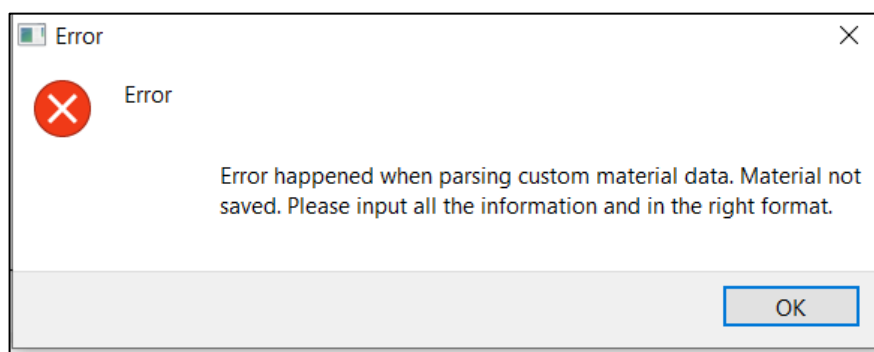 Error
Error
Error happened when parsing custom material data. Material not
saved. Please input all the information and in the right format.
OK